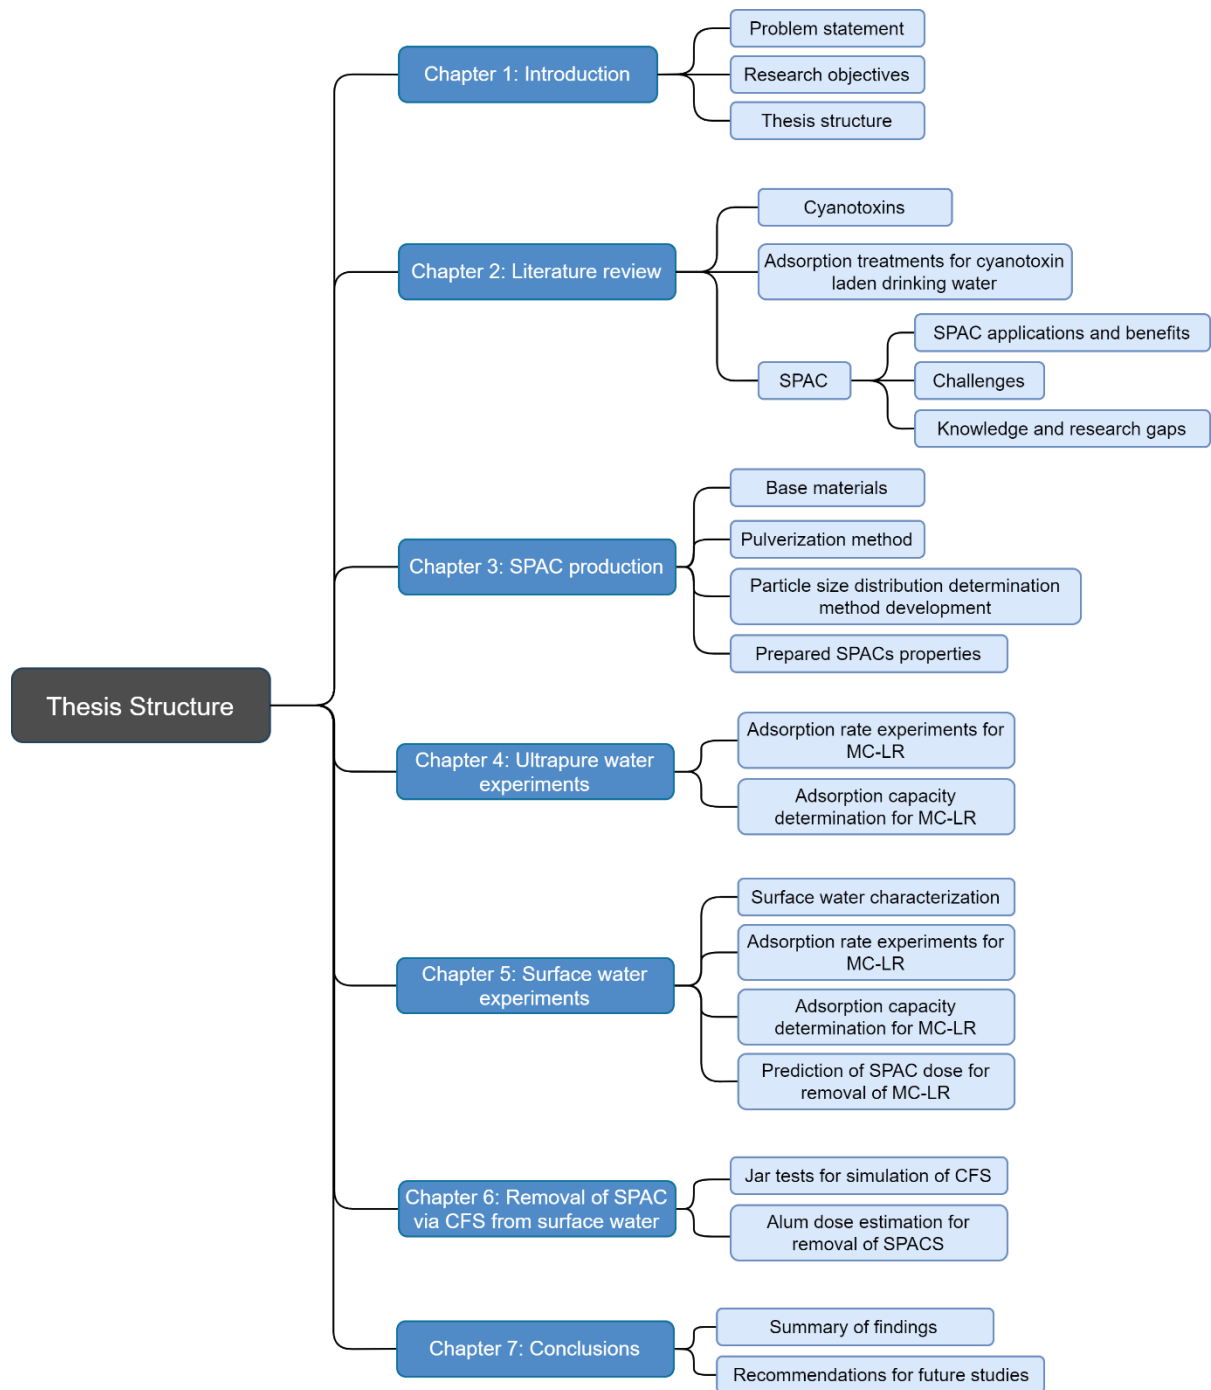 Thesis Structure
Chapter 1: Introduction
Problem statement
Research objectives
Thesis structure
Chapter 2: Literature review
Cyanotoxins
Adsorption treatments for cyanotoxin
laden drinking water
SPAC
SPAC applications and benefits
Challenges
Knowledge and research gaps
Chapter 3: SPAC production
Base materials
Pulverization method
Particle size distribution determination
method development
Prepared SPACs properties
Chapter 4: Ultrapure water
experiments
Adsorption rate experiments for
MC-LR
Adsorption capacity
determination for MC-LR
Chapter 5: Surface water
experiments
Surface water characterization
Adsorption rate experiments for
MC-LR
Adsorption capacity
determination for MC-LR
Prediction of SPAC dose for
removal of MC-LR
Chapter 6: Removal of SPAC
via CFS from surface water
Jar tests for simulation of CFS
Alum dose estimation for
removal of SPACS
Chapter 7: Conclusions
Summary of findings
Recommendations for future studies